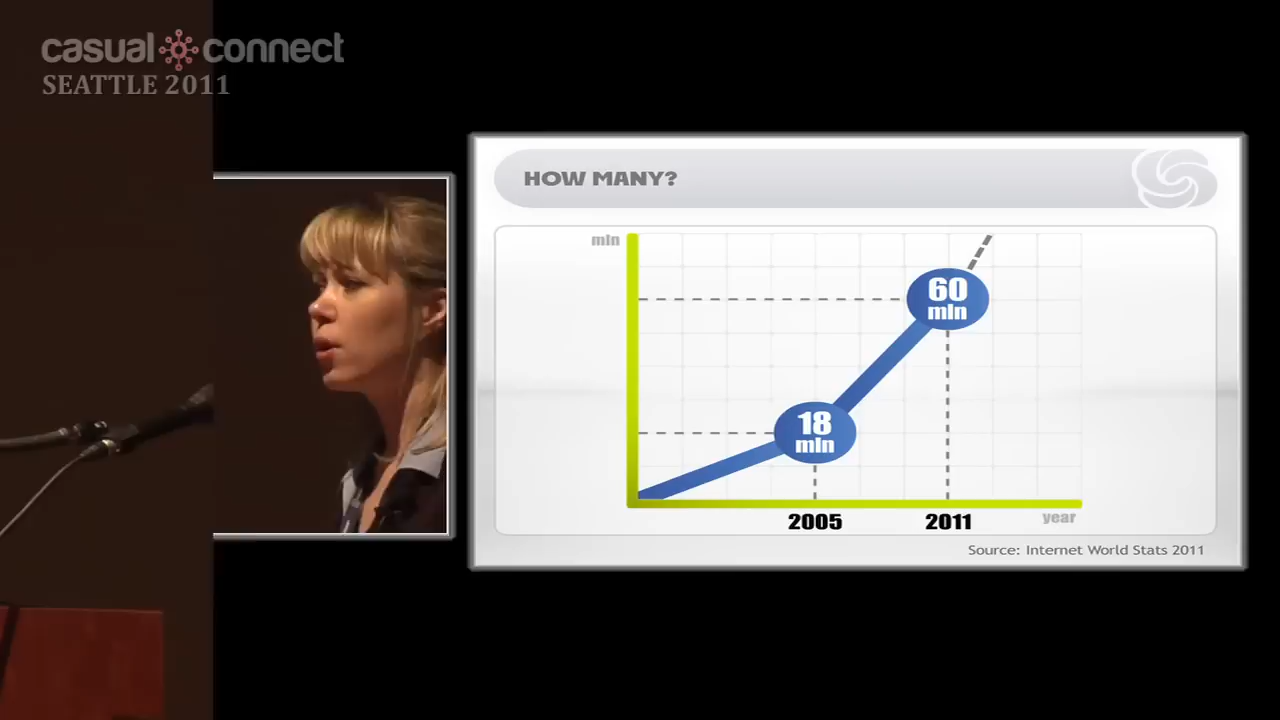 casual connect
SEATTLE 2011
HOW MANY?
mln
60
mln
18
mln
2005
2011
year
Source: Internet World Stats 2011